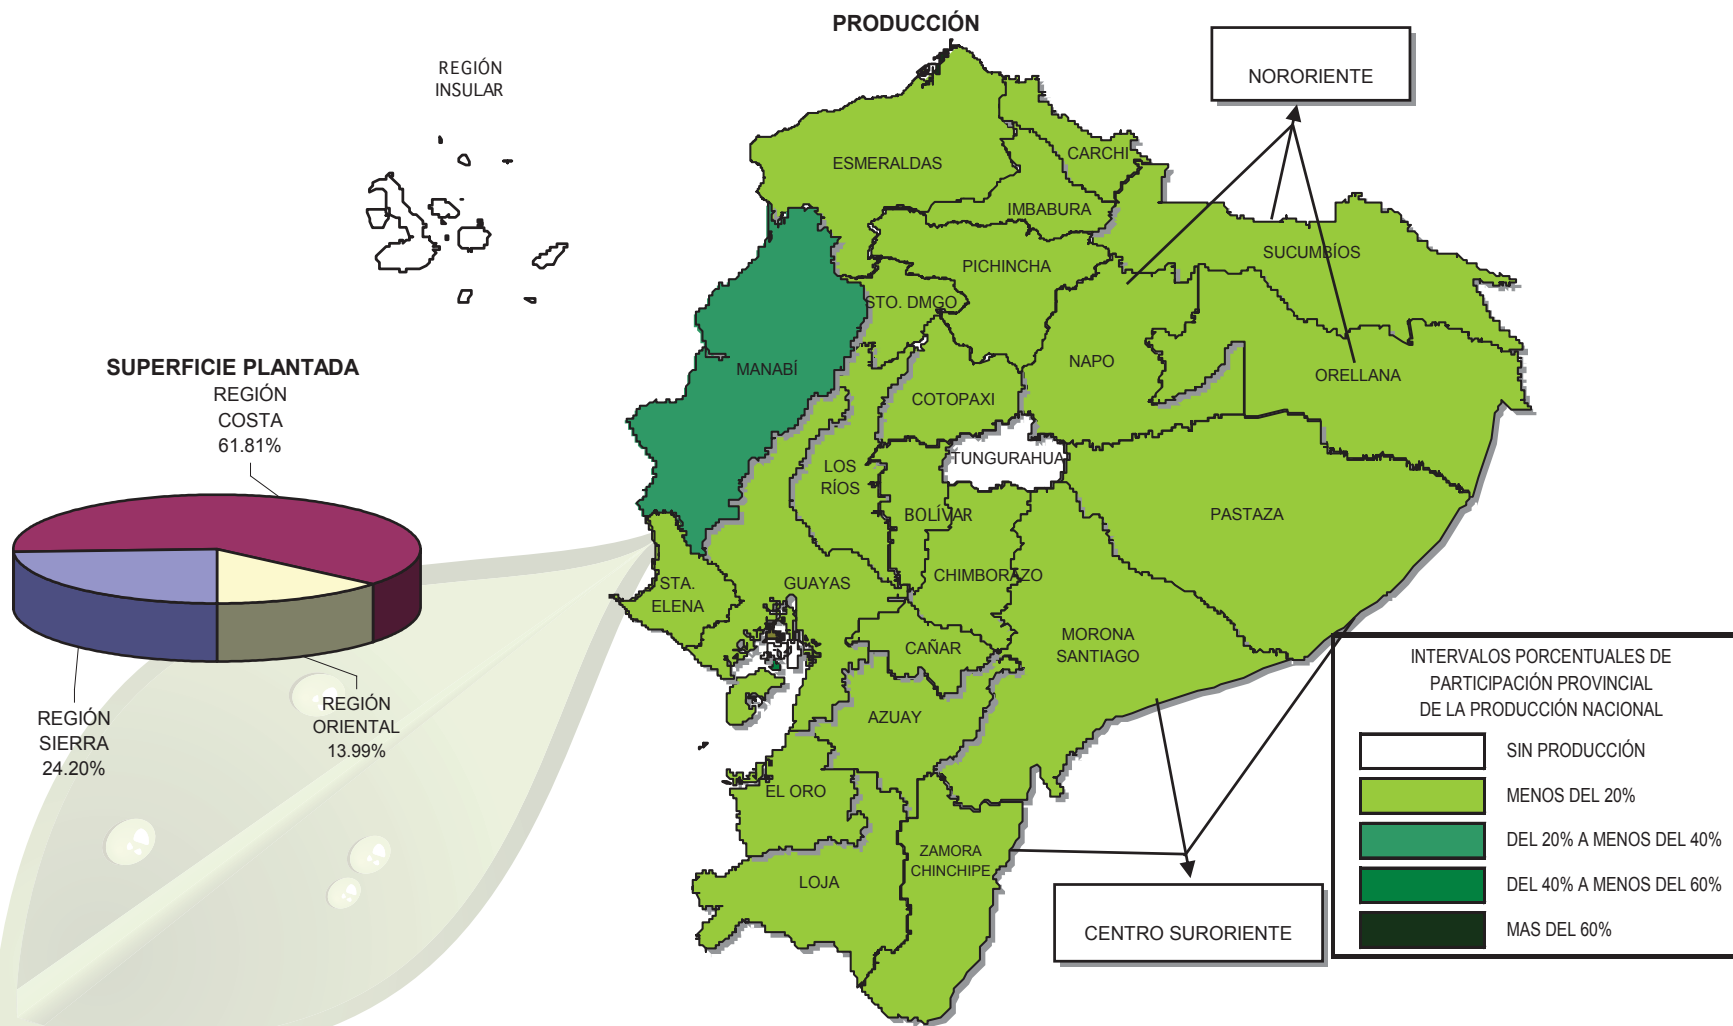 PRODUCCIÓN
REGIÓN
INSULAR
NORORIENTE
ESMERALDAS
CARCHI
IMBABURA
SUCUMBÍOS
PICHINCHA
STO. DMGO
MANABÍ
NAPO
ORELLANA
COTOPAXI
TUNGURAHUA
LOS
RÍOS
BOLÍVAR
PASTAZA
CHIMBORAZO
STA.
ELENA
GUAYAS
CAÑAR
MORONA
SANTIAGO
AZUAY
EL ORO
ZAMORA
CHINCHIPE
LOJA
CENTRO SURORIENTE
SUPERFICIE PLANTADA
REGIÓN
COSTA
61.81%
REGIÓN
SIERRA
24.20%
REGIÓN
ORIENTAL
13.99%
INTERVALOS PORCENTUALES DE
PARTICIPACIÓN PROVINCIAL
DE LA PRODUCCIÓN NACIONAL
SIN PRODUCCIÓN
MENOS DEL 20%
DEL 20% A MENOS DEL 40%
DEL 40% A MENOS DEL 60%
MAS DEL 60%